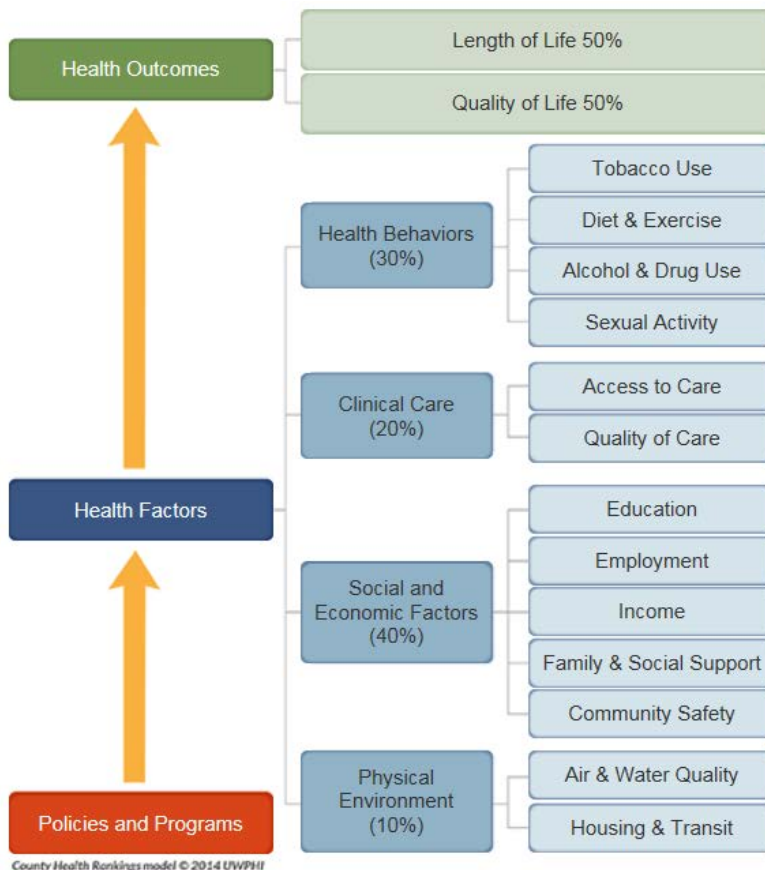 Health Outcomes
Length of Life 50%
Quality of Life 50%
Health Factors
Health Behaviors
(30%)
Tobacco Use
Diet & Exercise
Alcohol & Drug Use
Sexual Activity
Clinical Care
(20%)
Access to Care
Quality of Care
Social and
Economic Factors
(40%)
Education
Employment
Income
Family & Social Support
Community Safety
Physical
Environment
(10%)
Air & Water Quality
Housing & Transit
Policies and Programs
County Health Rankings model © 2014 UWPHI